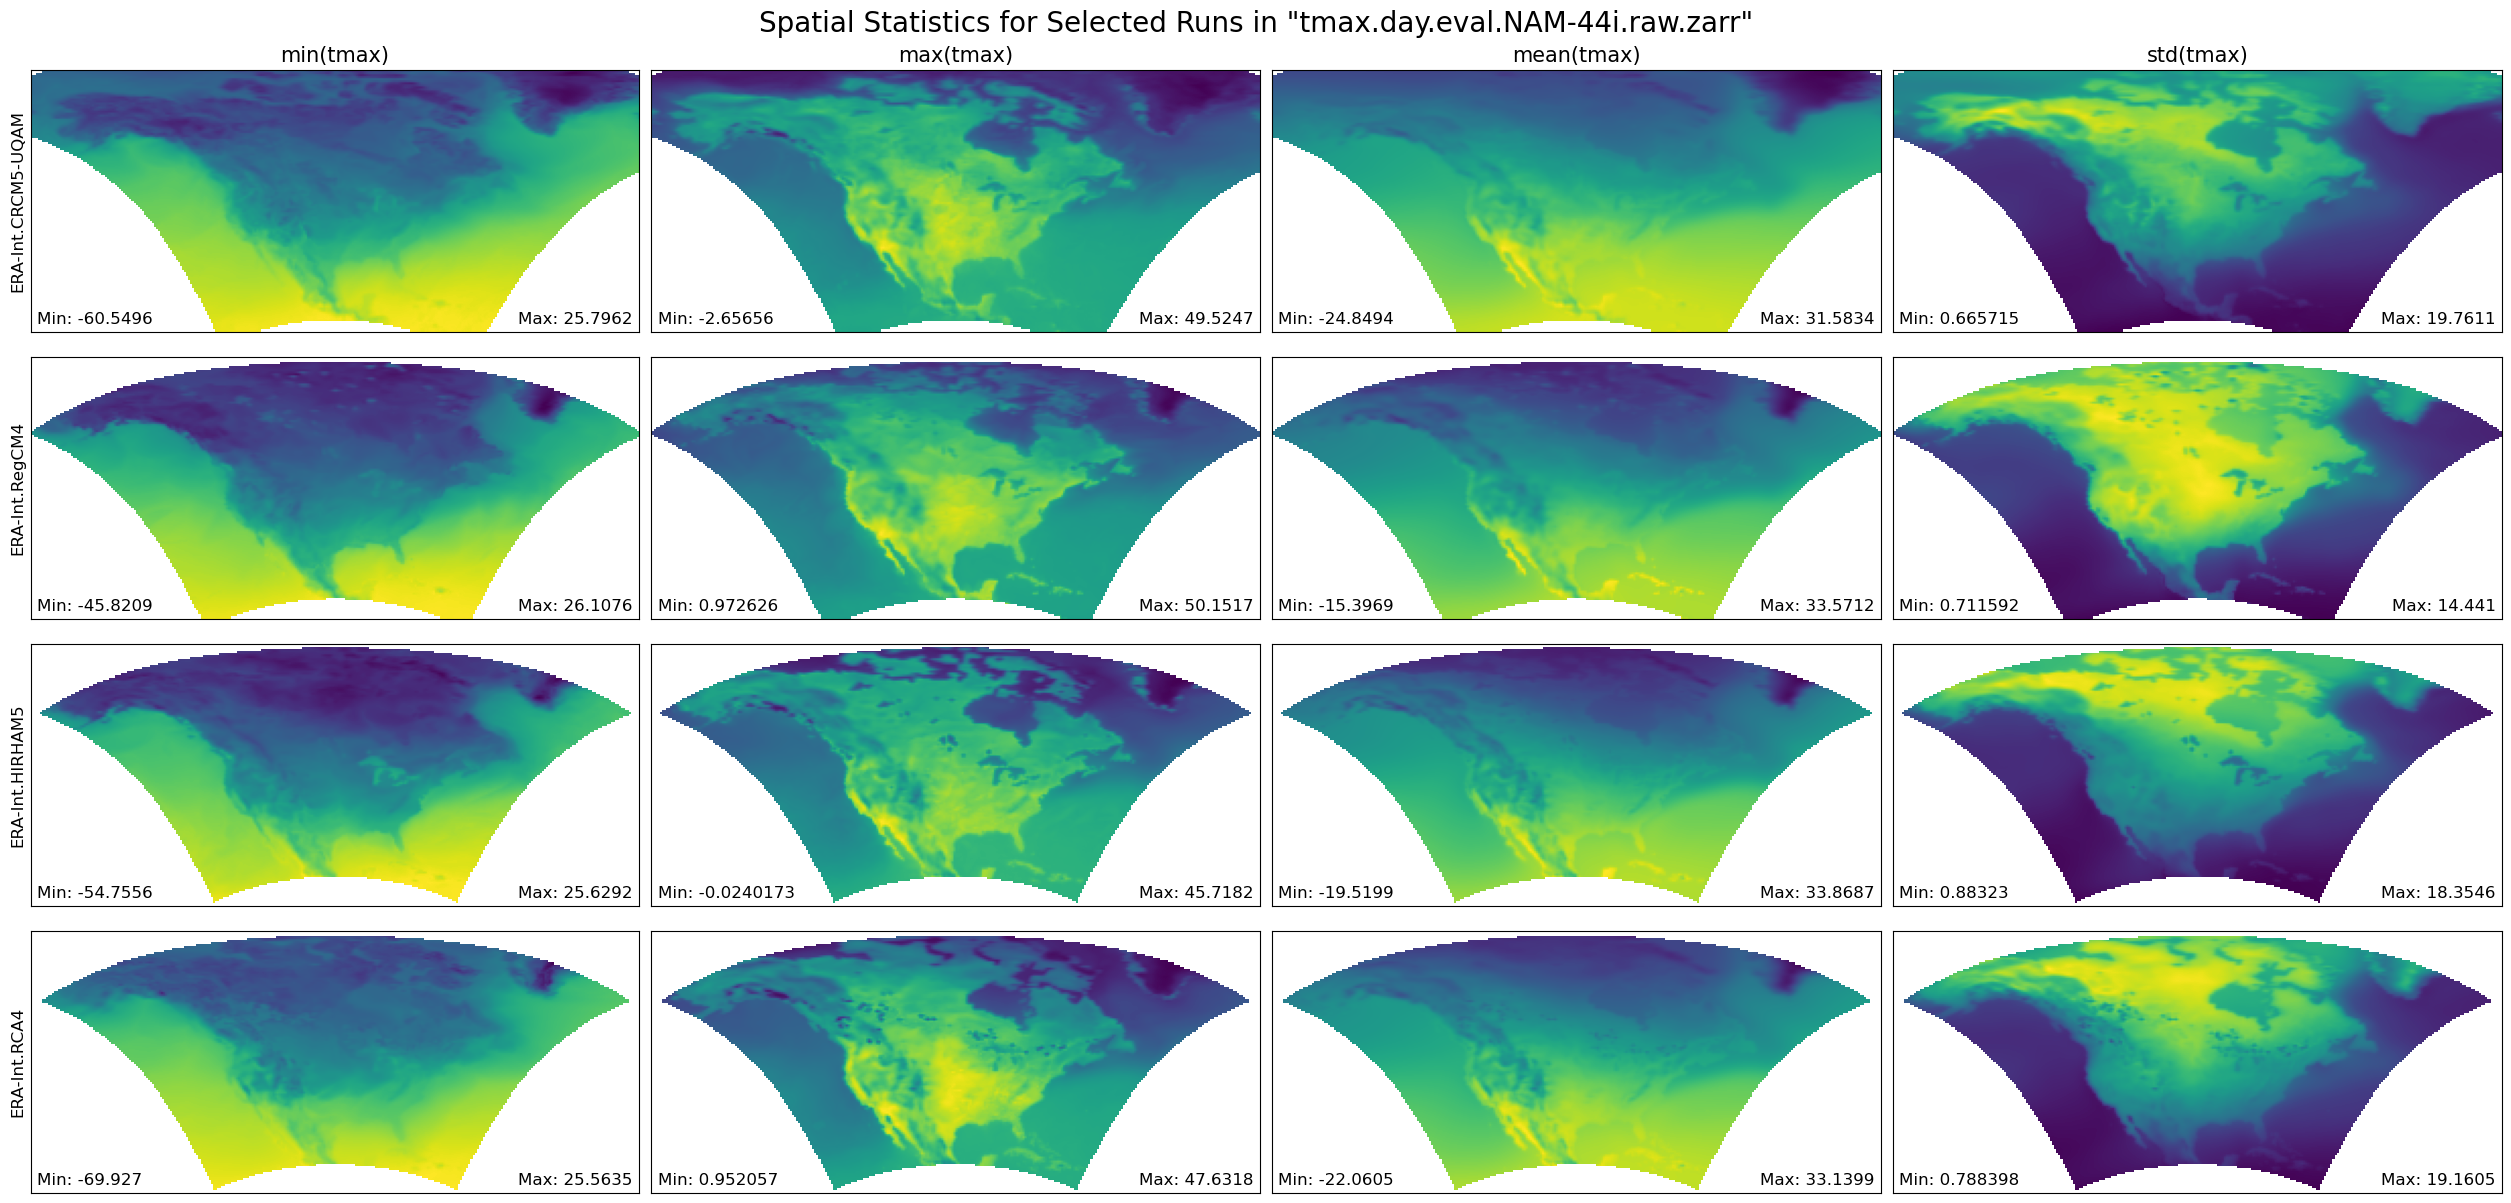 Spatial Statistics for Selected Runs in "tmax.day.eval.NAM-44i.raw.zarr"
min(tmax)
max(tmax)
mean(tmax)
std(tmax)
ERA-Int.CRCM5-UQAM
Min: -60.5496
Max: 25.7962
Min: -2.65656
Max: 49.5247
Min: -24.8494
Max: 31.5834
Min: 0.665715
Max: 19.7611
ERA-Int.RegCM4
Min: -45.8209
Max: 26.1076
Min: 0.972626
Max: 50.1517
Min: -15.3969
Max: 33.5712
Min: 0.711592
Max: 14.441
ERA-Int.HIRHAM5
Min: -54.7556
Max: 25.6292
Min: -0.0240173
Max: 45.7182
Min: -19.5199
Max: 33.8687
Min: 0.88323
Max: 18.3546
ERA-Int.RCA4
Min: -69.927
Max: 25.5635
Min: 0.952057
Max: 47.6318
Min: -22.0605
Max: 33.1399
Min: 0.788398
Max: 19.1605